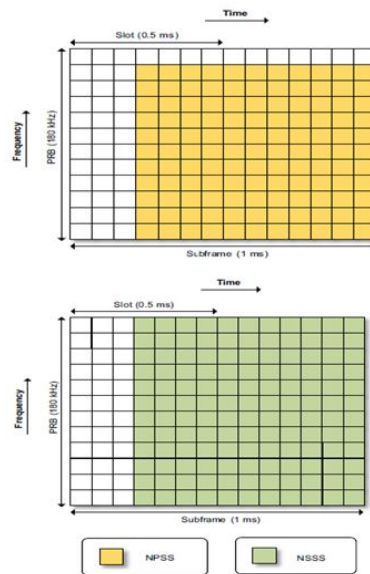 Time
Slot (0.5 ms)
Frequency
PRB (180 kHz)
Subframe (1 ms)
Time
Slot (0.5 ms)
Frequency
PRB (180 kHz)
Subframe (1 ms)
NPSS
NSSS